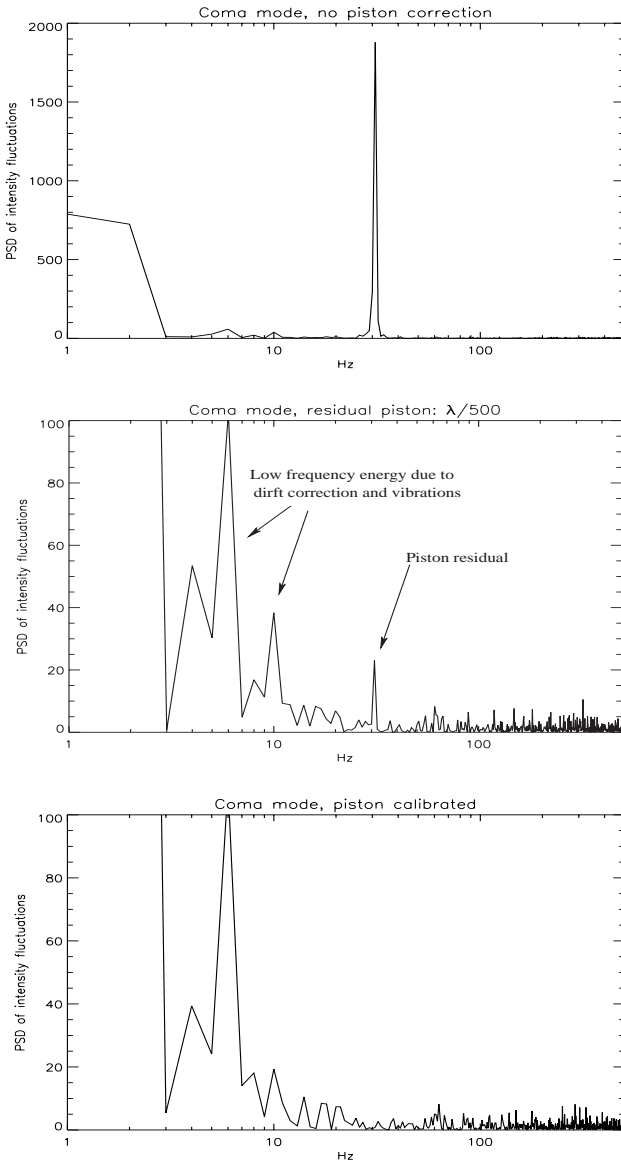 Coma mode, no piston correction
2000
1500
1000
500
0
PSD of intensity fluctuations
1
10
100
Hz
Coma mode, residual piston: λ/500
100
80
60
40
20
0
PSD of intensity fluctuations
Low frequency energy due to
dirft correction and vibrations
Piston residual
1
10
100
Hz
Coma mode, piston calibrated
100
80
60
40
20
0
PSD of intensity fluctuations
1
10
100
Hz